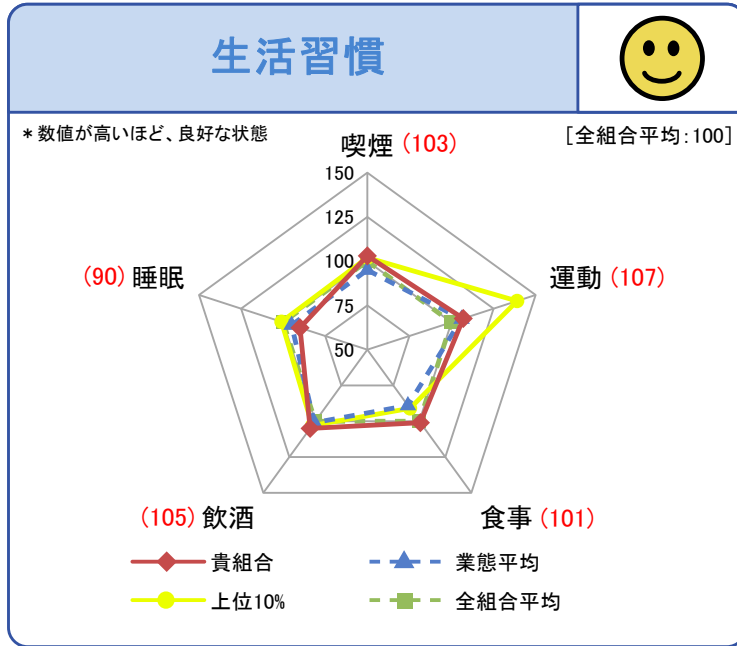 生活習慣
*数値が高いほど、良好な状態
[全組合平均:100]
喫煙 (103)
150
125
100
75
50
(90) 睡眠
運動 (107)
(105) 飲酒
食事 (101)
貴組合
業態平均
上位10%
全組合平均